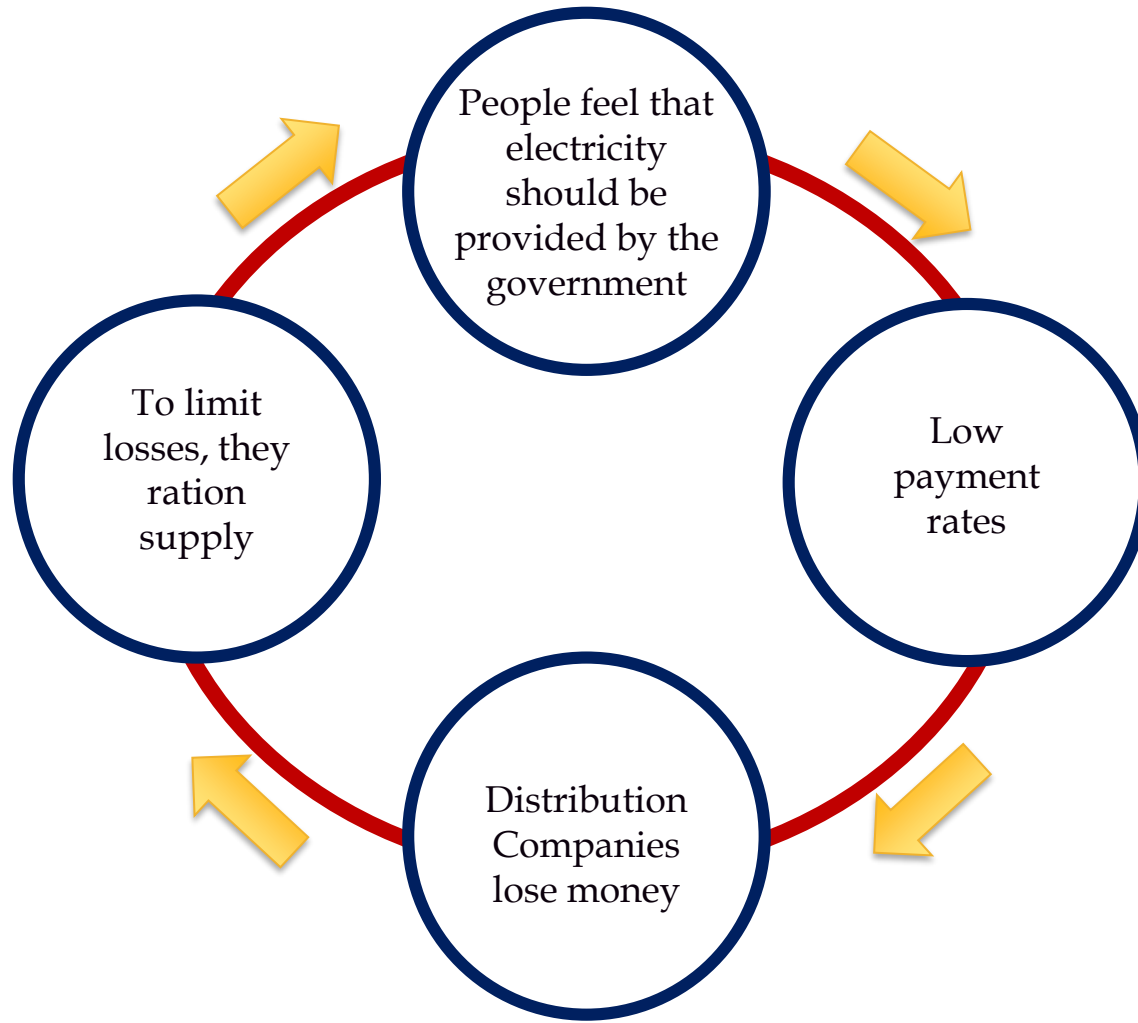 People feel that
electricity
should be
provided by the
government
Low
payment
rates
Distribution
Companies
lose money
To limit
losses, they
ration
supply